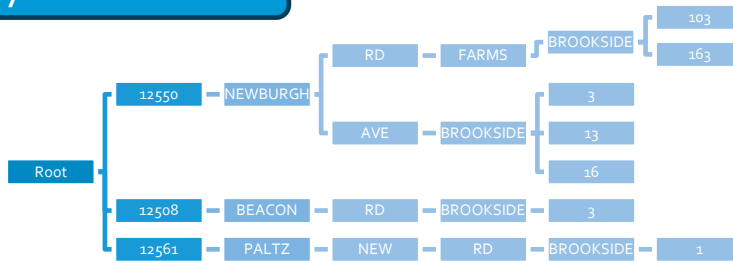 103
RD FARMS BROOKSIDE
163
12550 NEWBURGH 3
AVE BROOKSIDE 13
Root 16
12508 BEACON RD BROOKSIDE 3
12561 PALTZ NEW RD BROOKSIDE 1